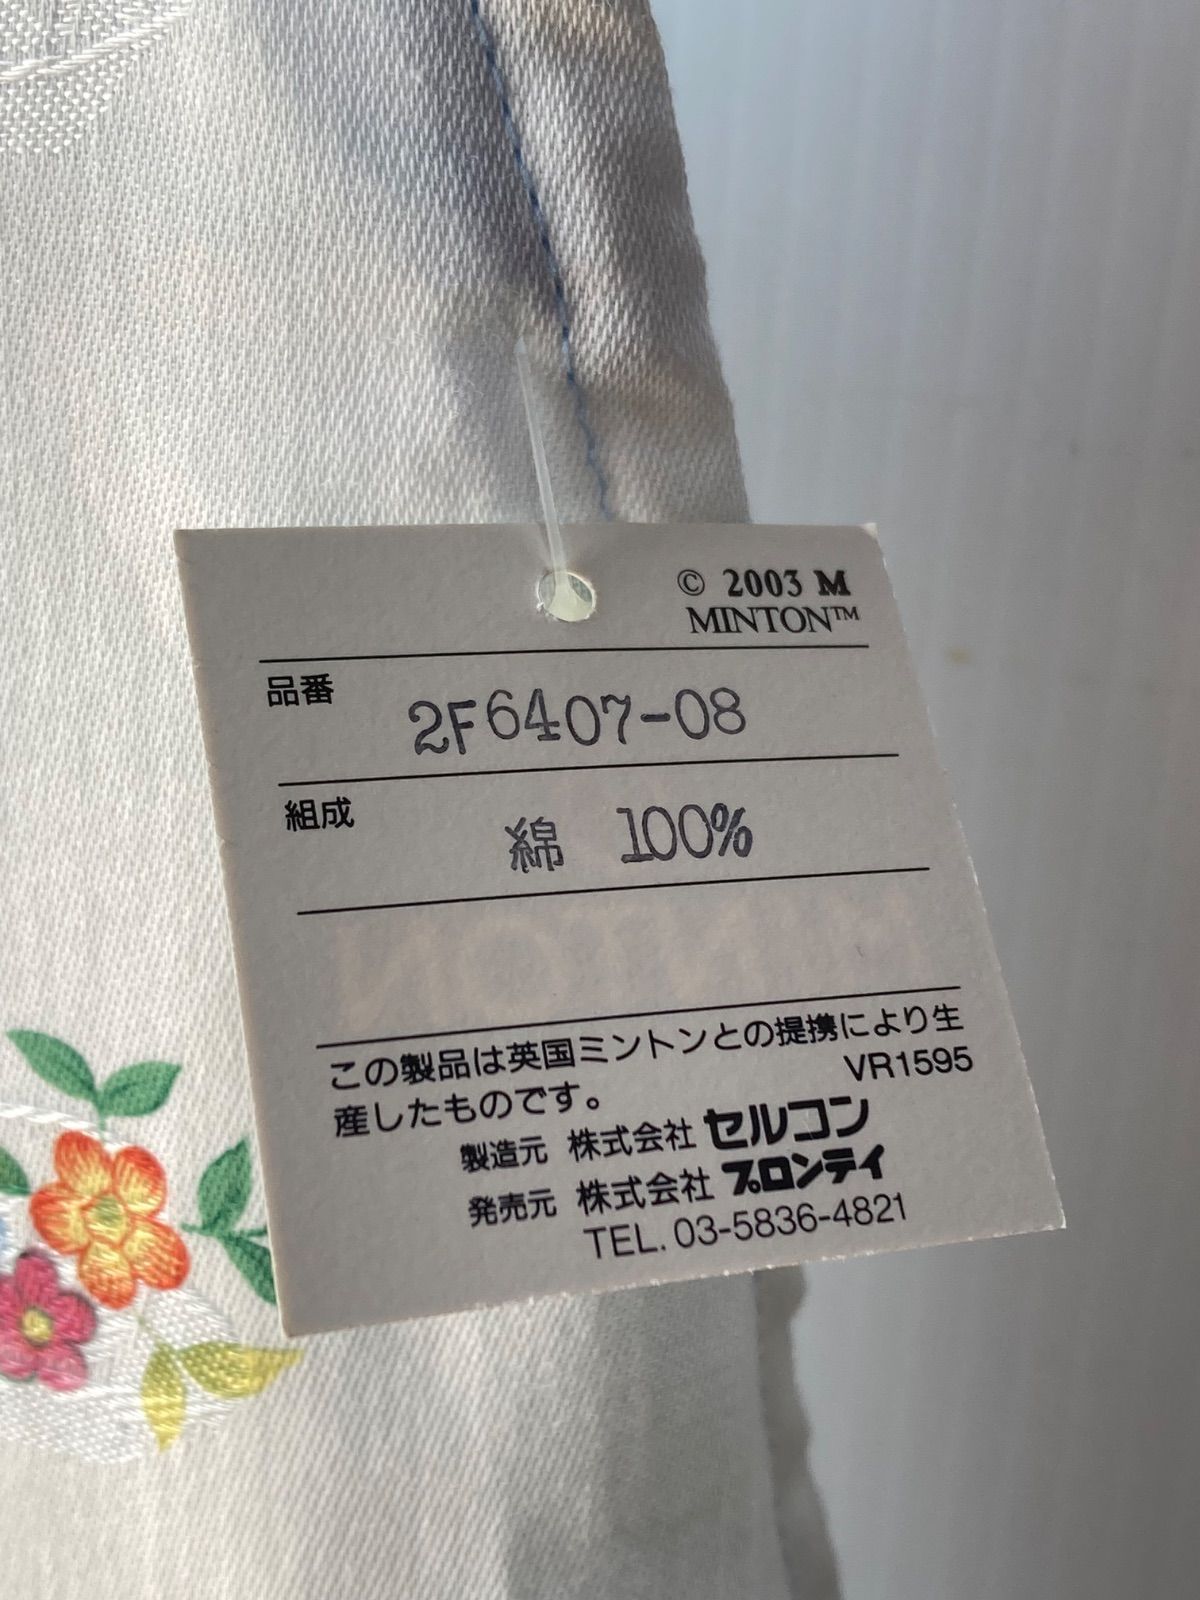 © 2003 M
MINTON™
品番 2F6407-08
組成 綿 100%
この製品は英国ミントンとの提携により生
産したものです。 VR1595
製造元 株式会社 セルコン
発売元 株式会社 プロンティ
TEL. 03-5836-4821